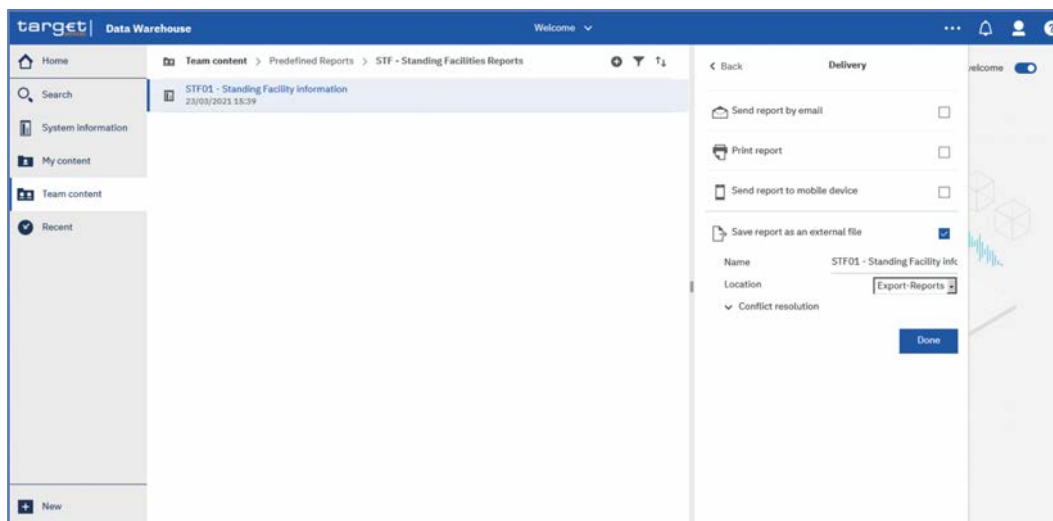 target| Data Warehouse
Welcome
Home
Search
System information
My content
Team content
Recent
New
Team content > Predefined Reports > STF - Standing Facilities Reports
STF01 - Standing Facility information
23/03/2021 15:39
Back
Delivery
Send report by email
Print report
Send report to mobile device
Save report as an external file
Name STF01 - Standing Facility info
Location Export-Reports
Conflict resolution
Done
elcome